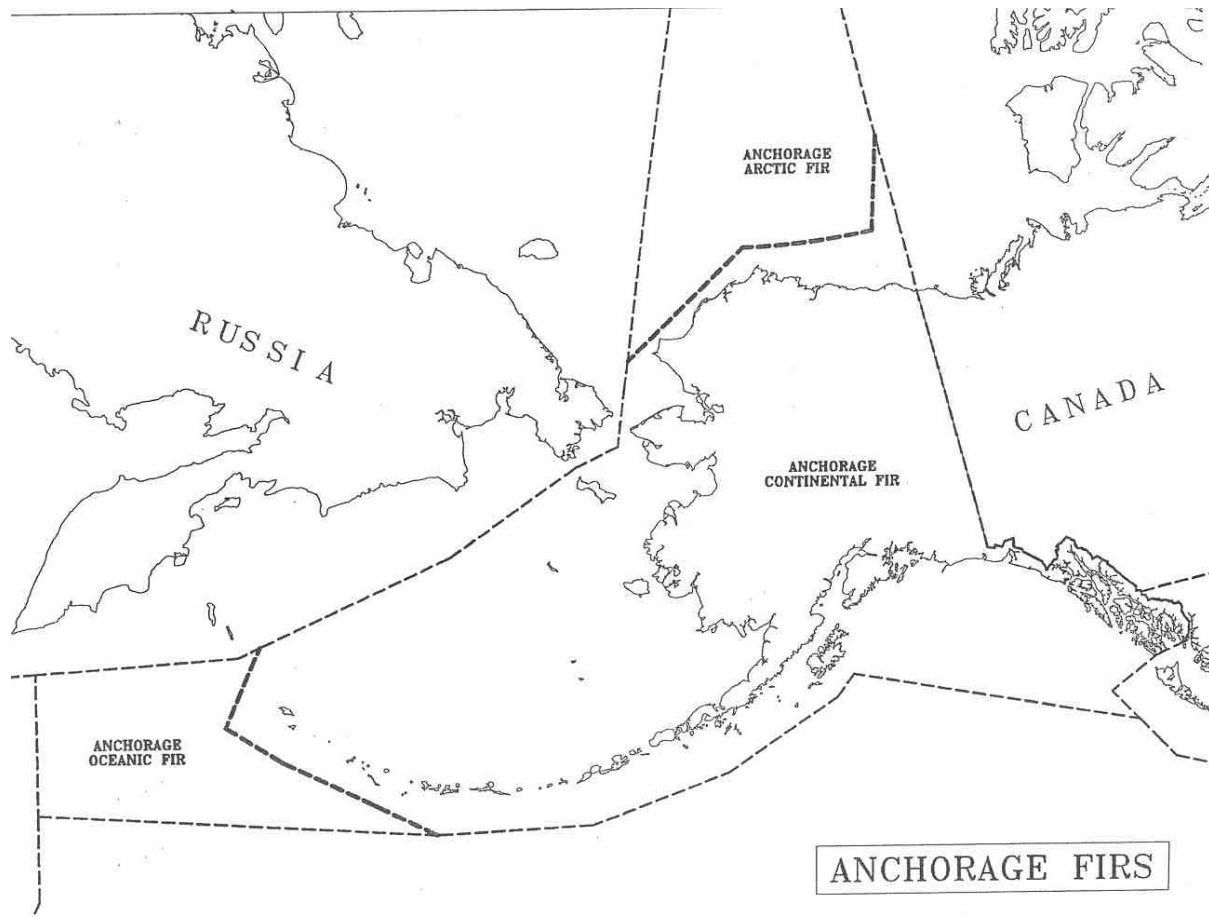 ANCHORAGE
ARCTIC FIR
RUSSIA
CANADA
ANCHORAGE
CONTINENTAL FIR
ANCHORAGE
OCEANIC FIR
ANCHORAGE FIRS